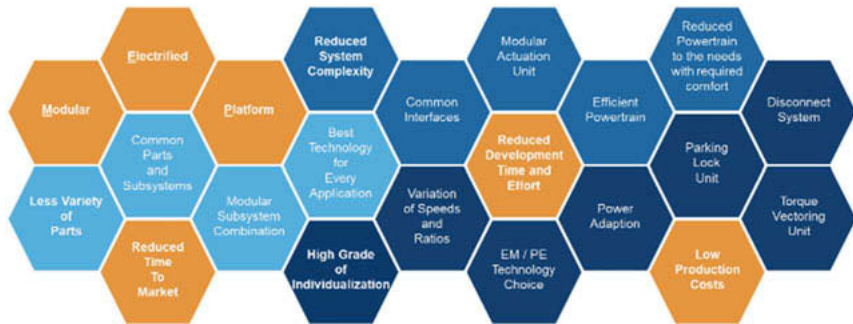 Electrified
Modular
Platform
Common
Parts
and
Subsystems
Less Variety
of
Parts
Reduced
Time
To
Market
Modular
Subsystem
Combination
Reduced
System
Complexity
Best
Technology
for
Every
Application
High Grade
of
Individualization
Common
Interfaces
Variation
of Speeds
and
Ratios
Modular
Actuation
Unit
Reduced
Development
Time and
Effort
EM / PE
Technology
Choice
Efficient
Powertrain
Power
Adaption
Reduced
Powertrain
to the needs
with required
comfort
Parking
Lock
Unit
Low
Production
Costs
Disconnect
System
Torque
Vectoring
Unit